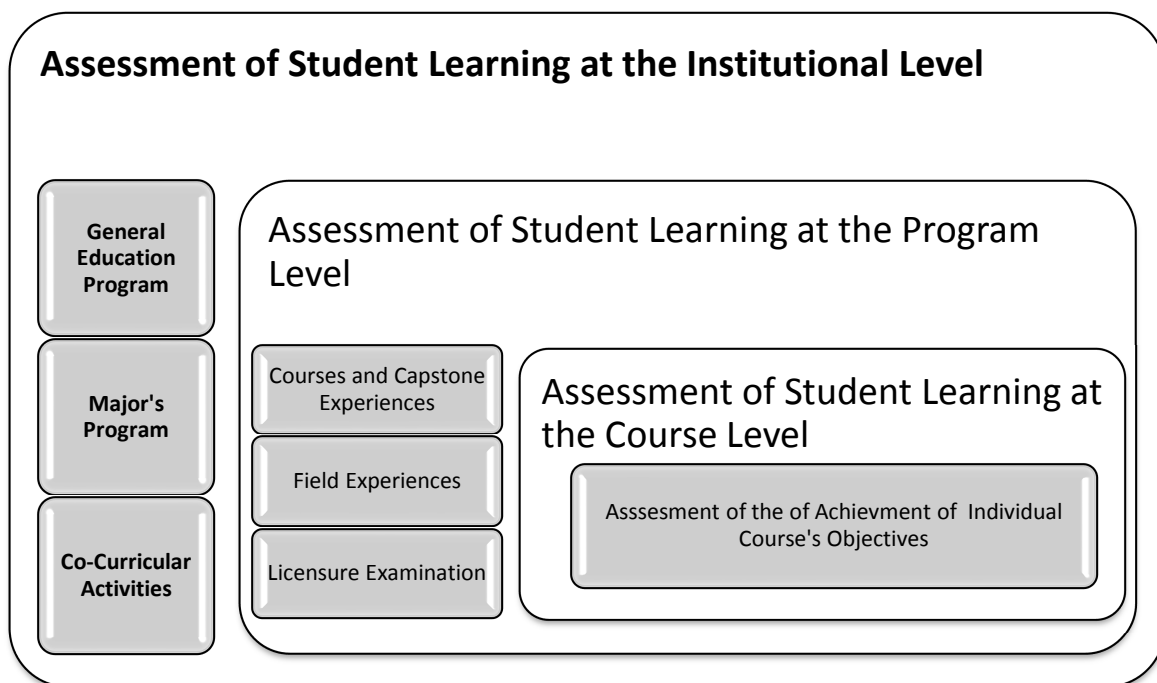 Assessment of Student Learning at the Institutional Level
General
Education
Program
Major's
Program
Co-Curricular
Activities
Assessment of Student Learning at the Program
Level
Courses and Capstone
Experiences
Field Experiences
Licensure Examination
Assessment of Student Learning at
the Course Level
Asssesment of the of Achievment of Individual
Course's Objectives